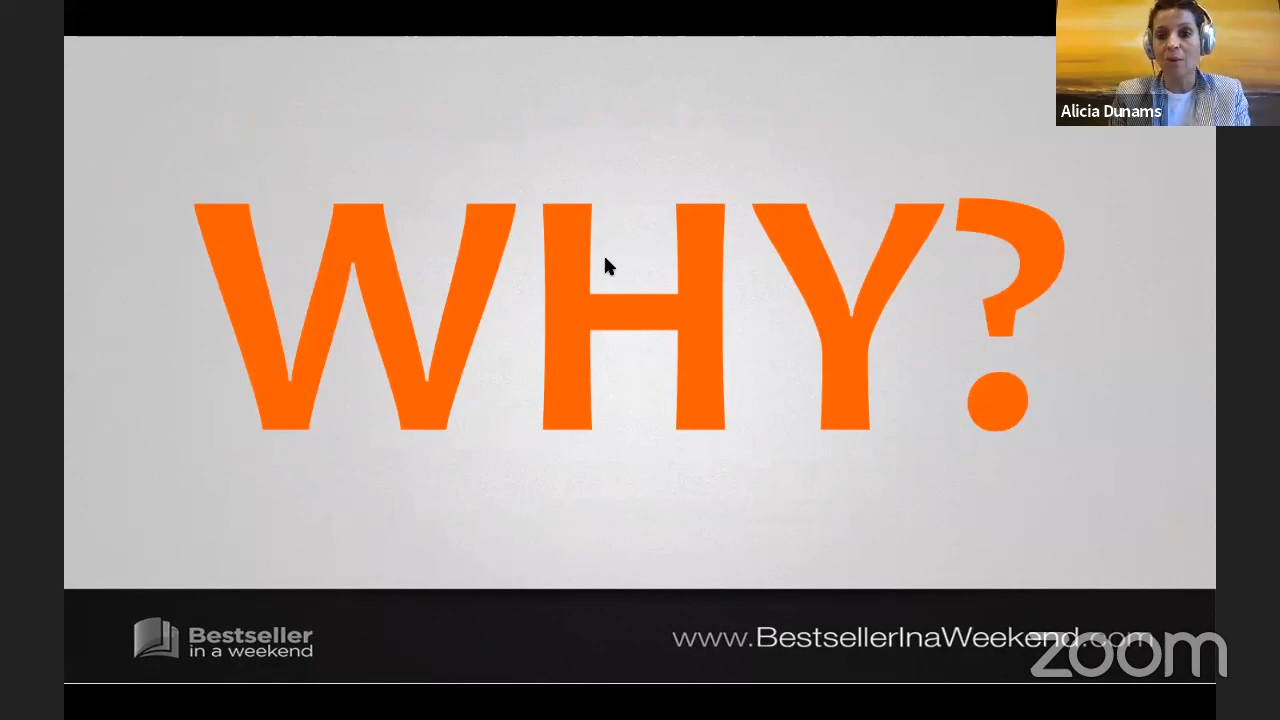 Alicia Dunams
WHY?
Bestseller
in a weekend
www.BestsellerInaWeekend.com
zoom